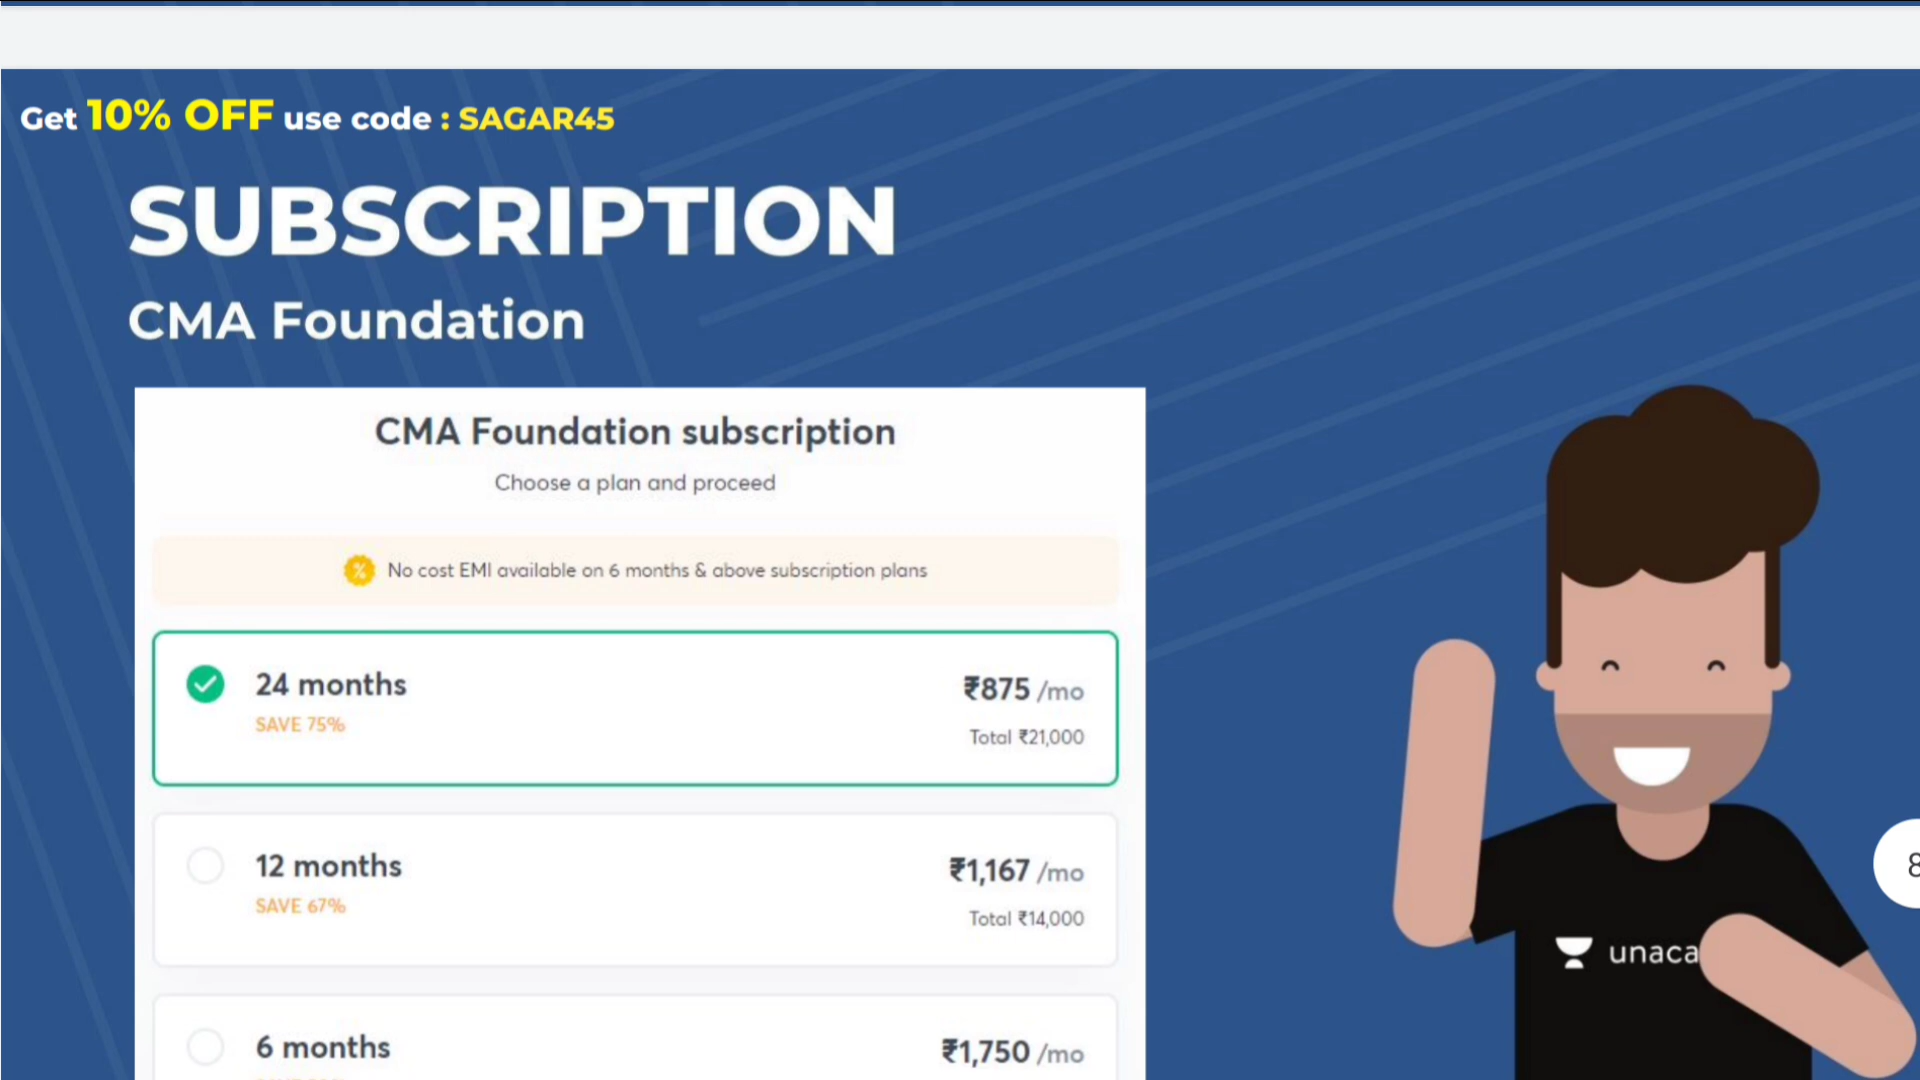 Get 10% OFF use code : SAGAR45
SUBSCRIPTION
CMA Foundation
CMA Foundation subscription
Choose a plan and proceed
No cost EMI available on 6 months & above subscription plans
24 months
₹875 /mo
SAVE 75%
Total ₹21,000
12 months
₹1,167 /mo
SAVE 67%
Total ₹14,000
6 months
₹1,750 /mo
unaca
8